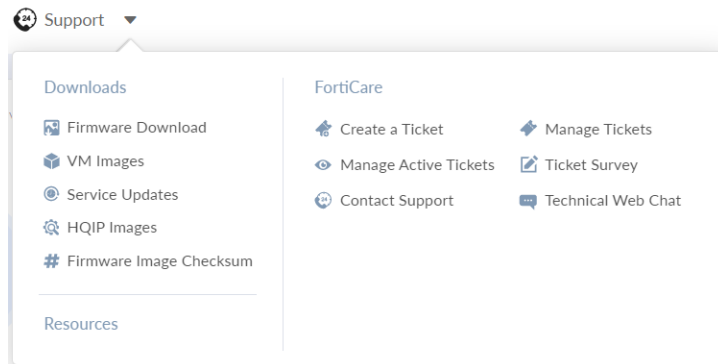 Support
Downloads
Firmware Download
VM Images
Service Updates
HQIP Images
Firmware Image Checksum
Resources
FortiCare
Create a Ticket
Manage Tickets
Manage Active Tickets
Ticket Survey
Contact Support
Technical Web Chat